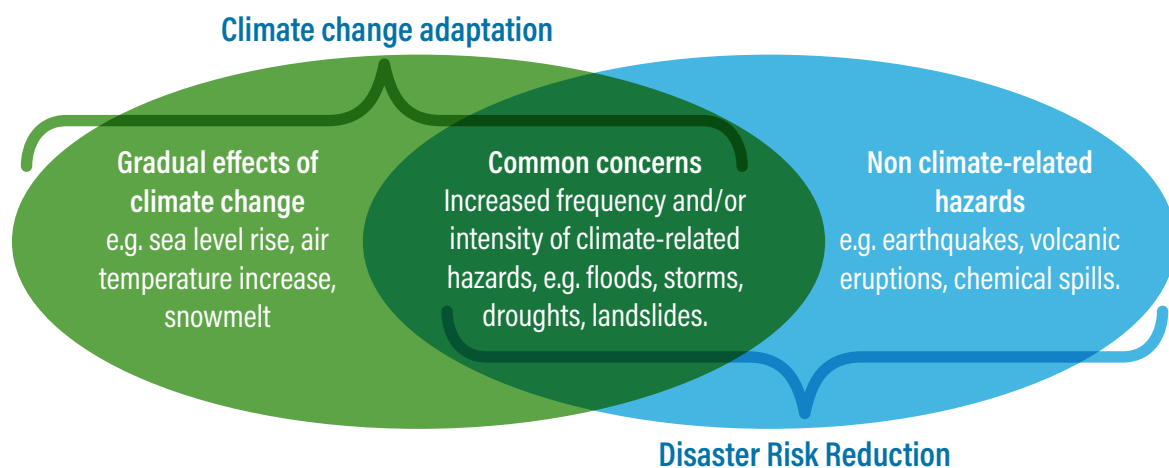 Climate change adaptation
Gradual effects of
climate change
e.g. sea level rise, air
temperature increase,
snowmelt
Common concerns
Increased frequency and/or
intensity of climate-related
hazards, e.g. floods, storms,
droughts, landslides.
Non climate-related
hazards
e.g. earthquakes, volcanic
eruptions, chemical spills.
Disaster Risk Reduction